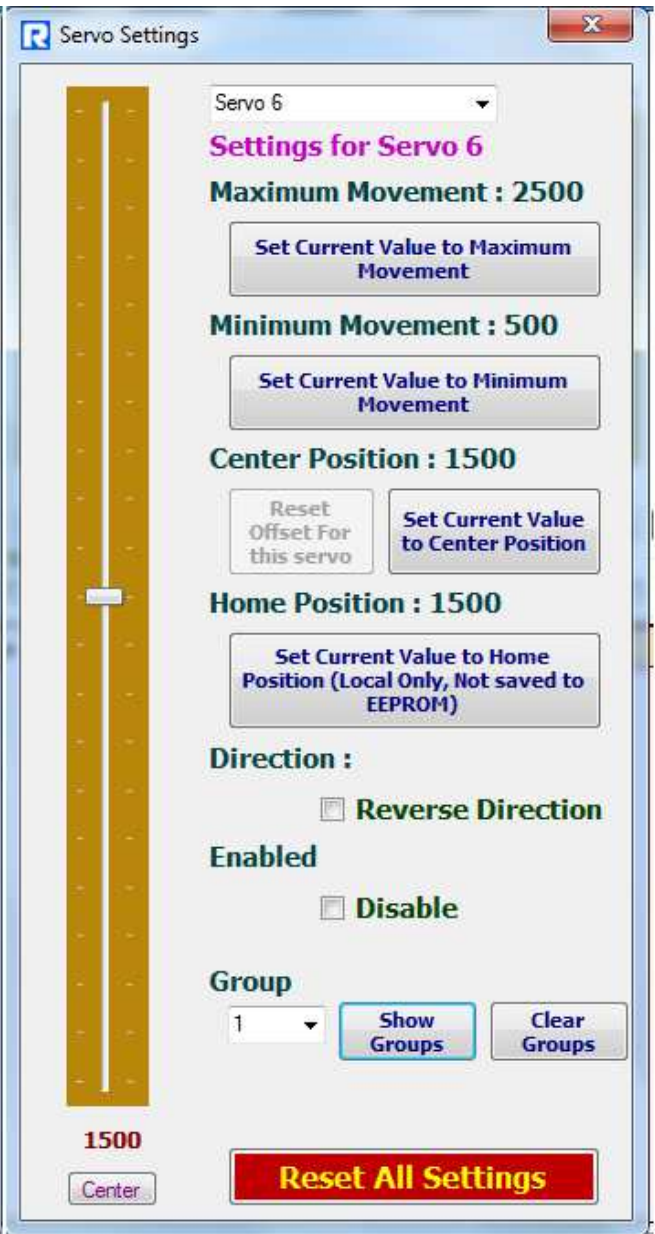 R Servo Settings
Servo 6
Settings for Servo 6
Maximum Movement : 2500
Set Current Value to Maximum
Movement
Minimum Movement : 500
Set Current Value to Minimum
Movement
Center Position : 1500
Reset
Offset For
this servo
Set Current Value
to Center Position
Home Position : 1500
Set Current Value to Home
Position (Local Only, Not saved to
EEPROM)
Direction :
Reverse Direction
Enabled
Disable
Group
1
Show
Groups
Clear
Groups
1500
Center
Reset All Settings